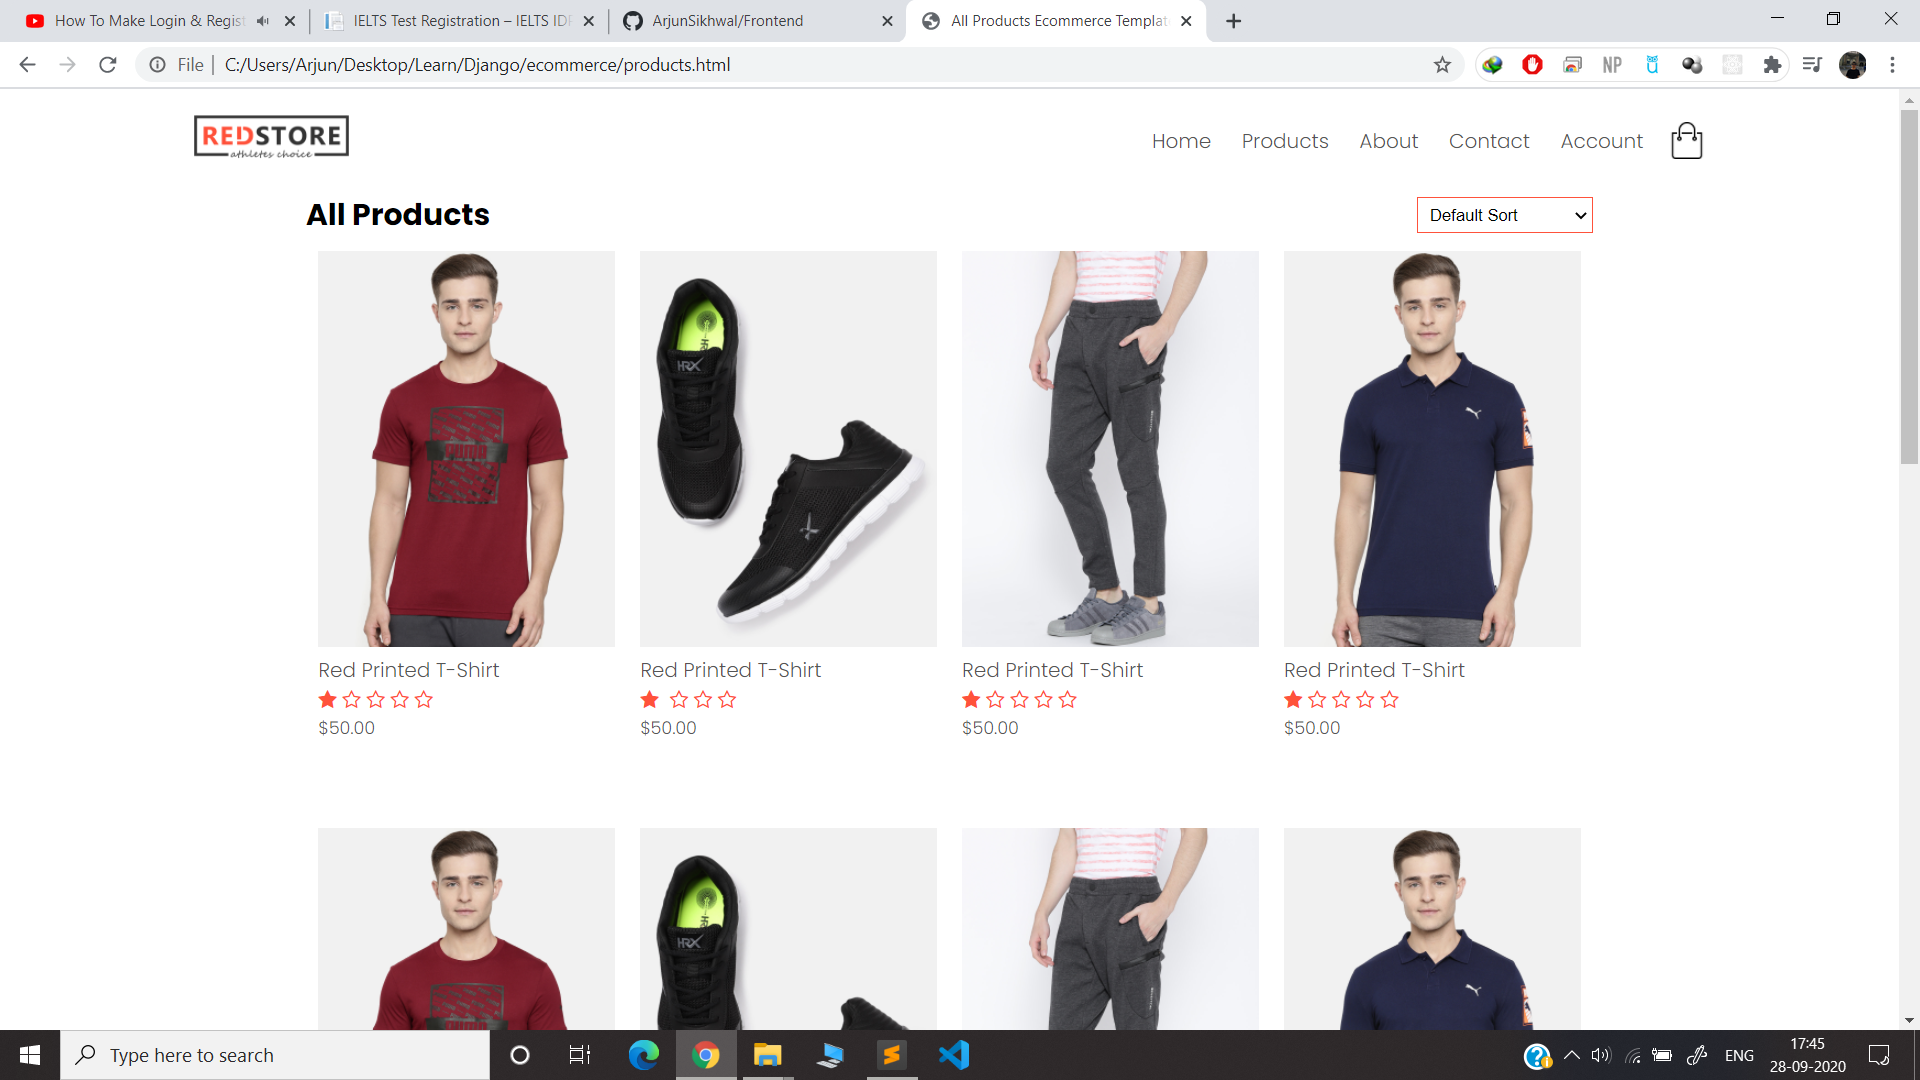 How To Make Login & Regist
IELTS Test Registration – IELTS IDP
ArjunSikhwal/Frontend
All Products Ecommerce Templat
File
C:/Users/Arjun/Desktop/Learn/Django/ecommerce/products.html
NP
REDSTORE
athletes choice
Home
Products
About
Contact
Account
All Products
Default Sort
HRX
Red Printed T-Shirt
Red Printed T-Shirt
Red Printed T-Shirt
Red Printed T-Shirt
$50.00
$50.00
$50.00
$50.00
HRX
Type here to search
ENG
17:45
28-09-2020